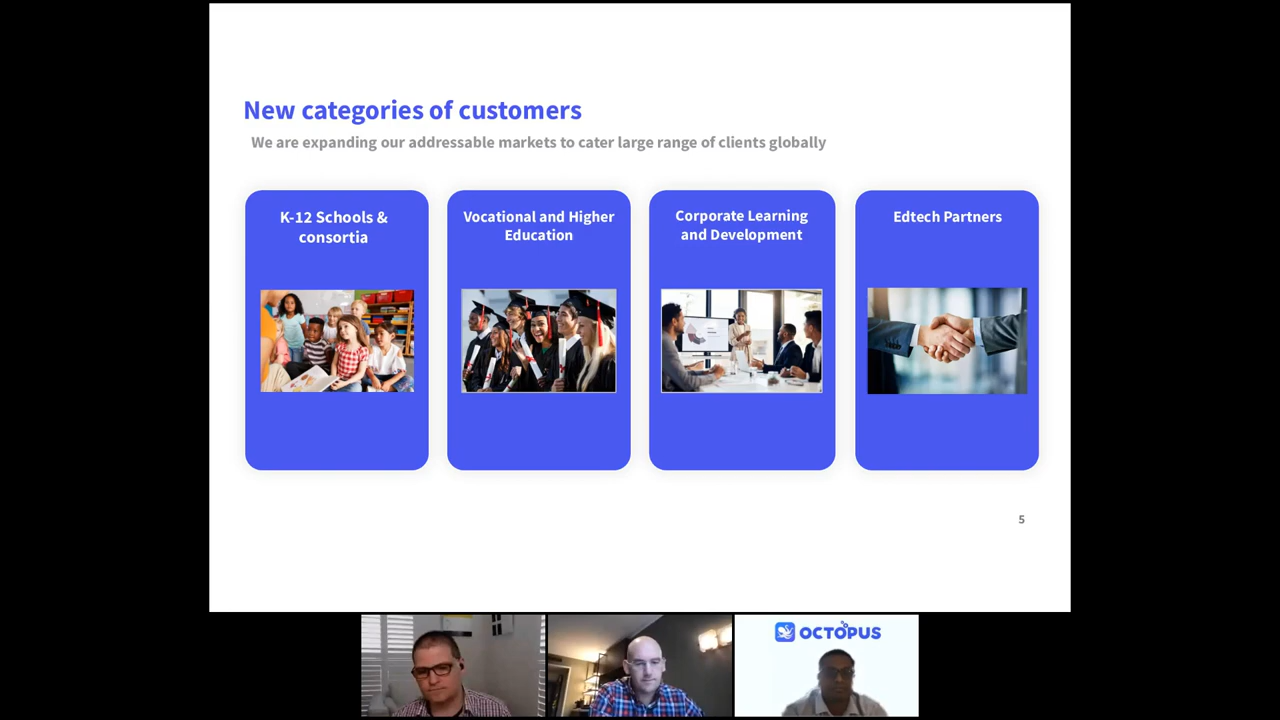 New categories of customers
We are expanding our addressable markets to cater large range of clients globally
K-12 Schools &
consortia
Vocational and Higher
Education
Corporate Learning
and Development
Edtech Partners
5
OCTOPUS